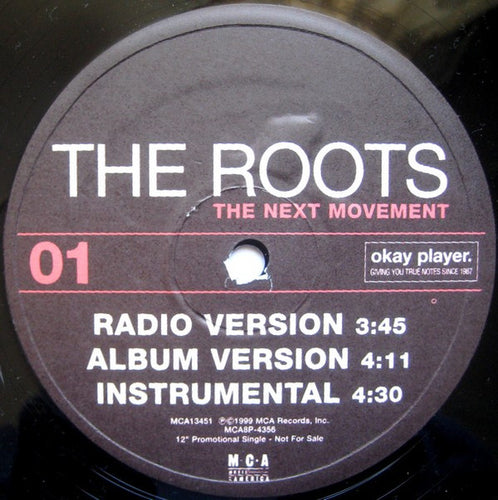 THE ROOTS
THE NEXT MOVEMENT
01
okay player.
GIVING YOU TRUE NOTES SINCE 1987
RADIO VERSION 3:45
ALBUM VERSION 4:11
INSTRUMENTAL 4:30
MCA13451 ℗©1999 MCA Records, Inc.
MCA8P-4356
12" Promotional Single - Not For Sale
M·C·A
MUSIC
AMERICA